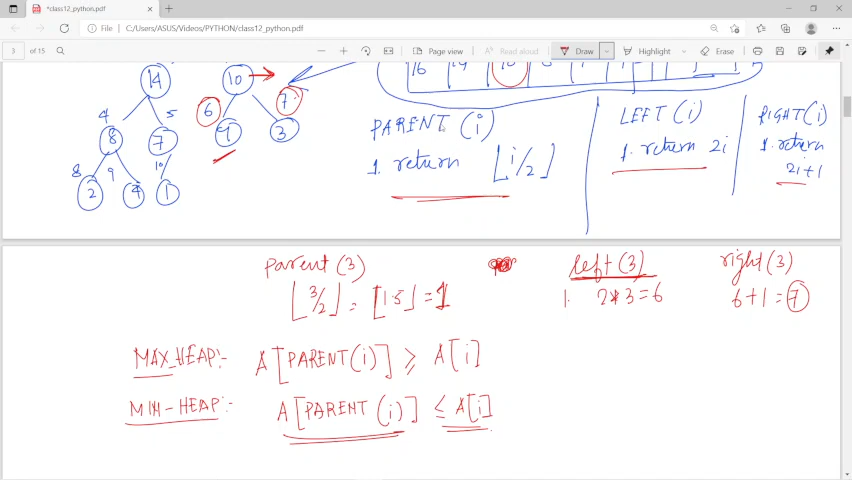 *class12_python.pdf
File C:/Users/ASUS/Videos/PYTHON/class12_python.pdf
3 of 15 Page view Read aloud Draw Highlight Erase
14 10 16 14 10
6 7
4 5
8 7 9 3
8 9 10
2 4 1
PARENT (i)
1. return ⌊i/2⌋
LEFT (i)
1. return 2i
RIGHT (i)
1. return
2i+1
parent (3)
⌊3/2⌋ = ⌊1.5⌋ = 1
left (3)
1. 2*3=6
right (3)
6+1=7
MAX_HEAP:- A[PARENT(i)] ⩾ A[i]
MIN-HEAP:- A[PARENT (i)] ≤ A[i]